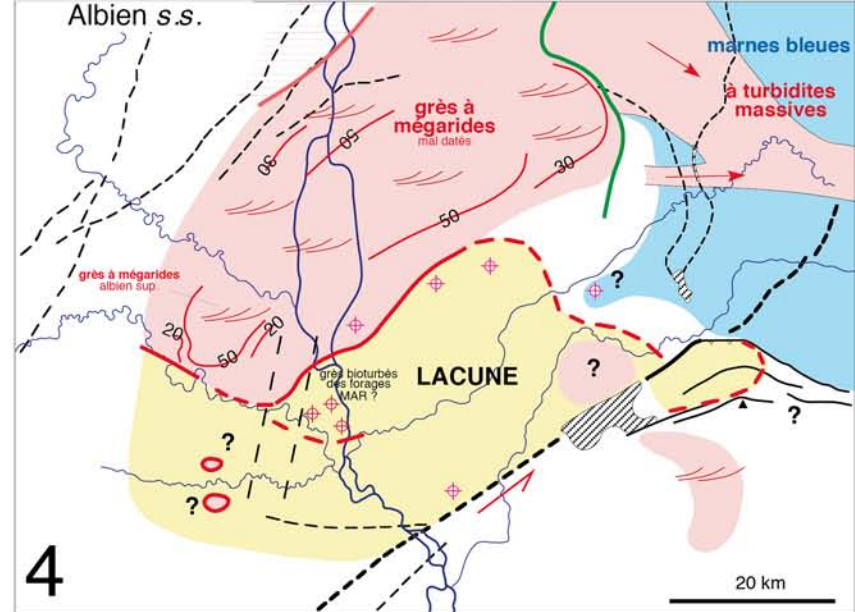 Albien s.s.
marnes bleues
à turbidites
massives
grès à
mégarides
mal datés
30
50
30
50
grès à mégarides
albien sup.
20
50
20
?
grès bioturbés
des forages
MAR ?
LACUNE
?
?
?
?
4
20 km